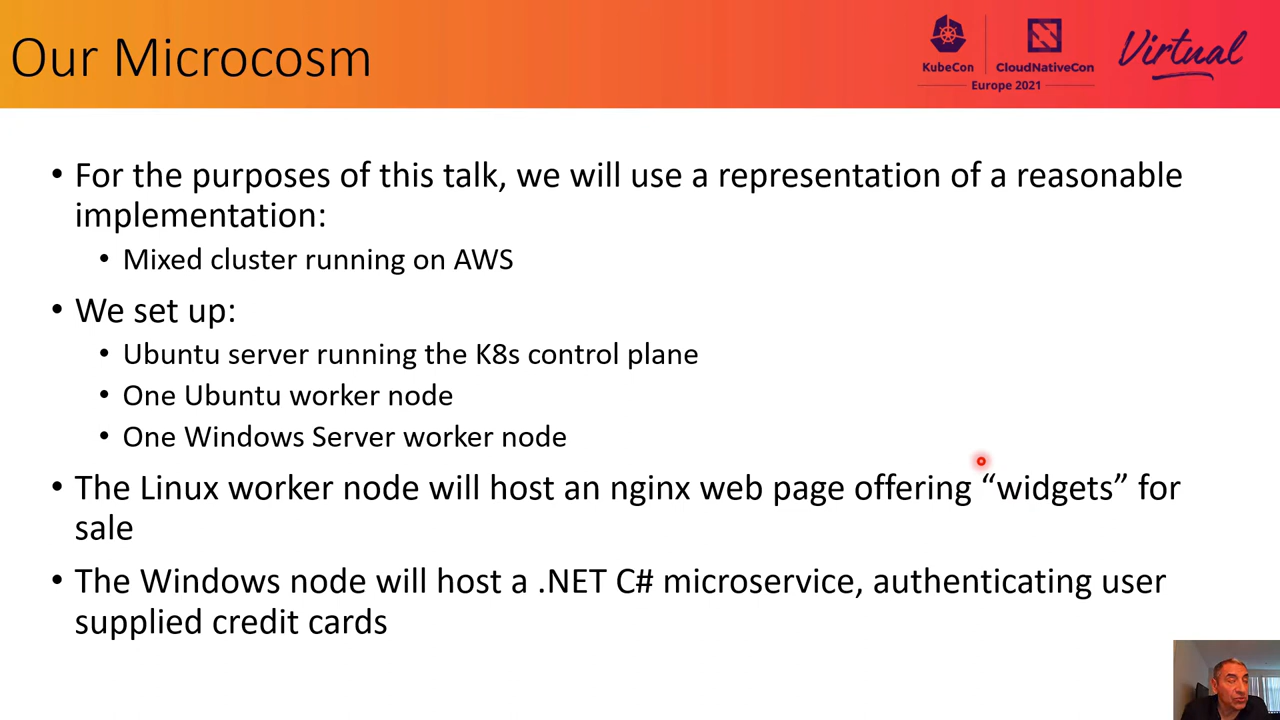 Our Microcosm
KubeCon
CloudNativeCon
Europe 2021
Virtual
• For the purposes of this talk, we will use a representation of a reasonable
implementation:
• Mixed cluster running on AWS
• We set up:
• Ubuntu server running the K8s control plane
• One Ubuntu worker node
• One Windows Server worker node
• The Linux worker node will host an nginx web page offering “widgets” for
sale
• The Windows node will host a .NET C# microservice, authenticating user
supplied credit cards